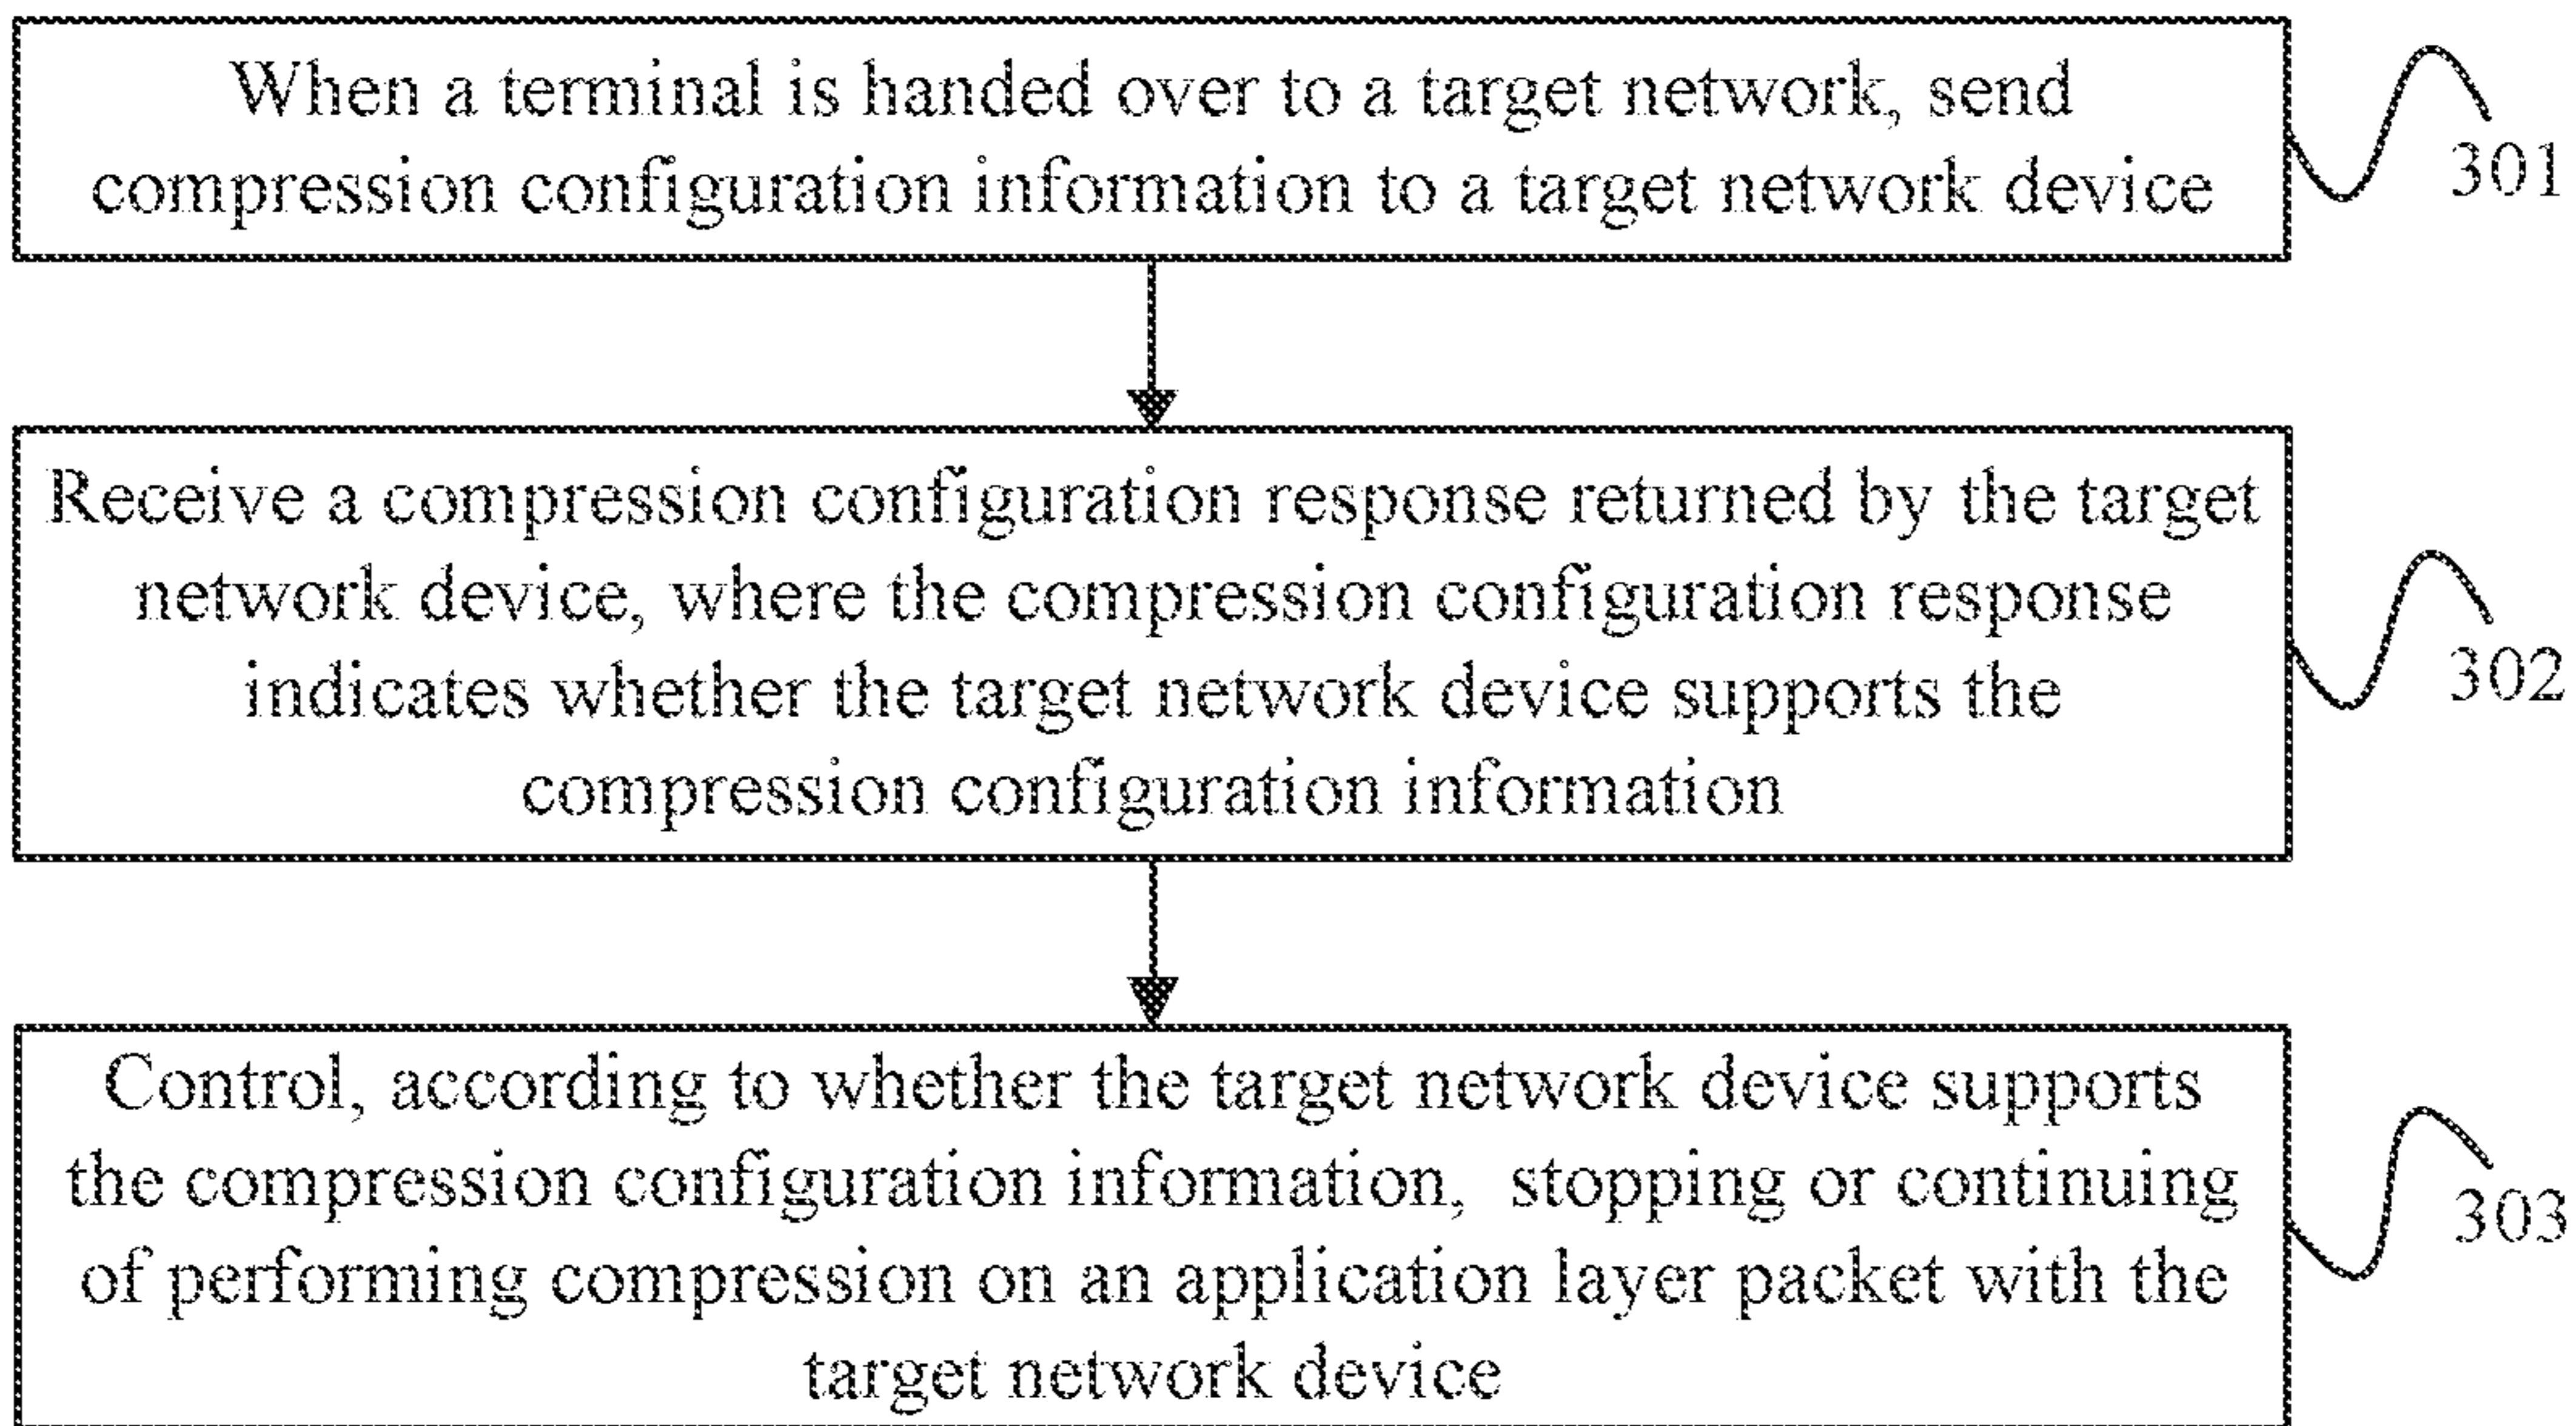 When a terminal is handed over to a target network, send
compression configuration information to a target network device
301
Receive a compression configuration response returned by the target
network device, where the compression configuration response
indicates whether the target network device supports the
compression configuration information
302
Control, according to whether the target network device supports
the compression configuration information, stopping or continuing
of performing compression on an application layer packet with the
target network device
303